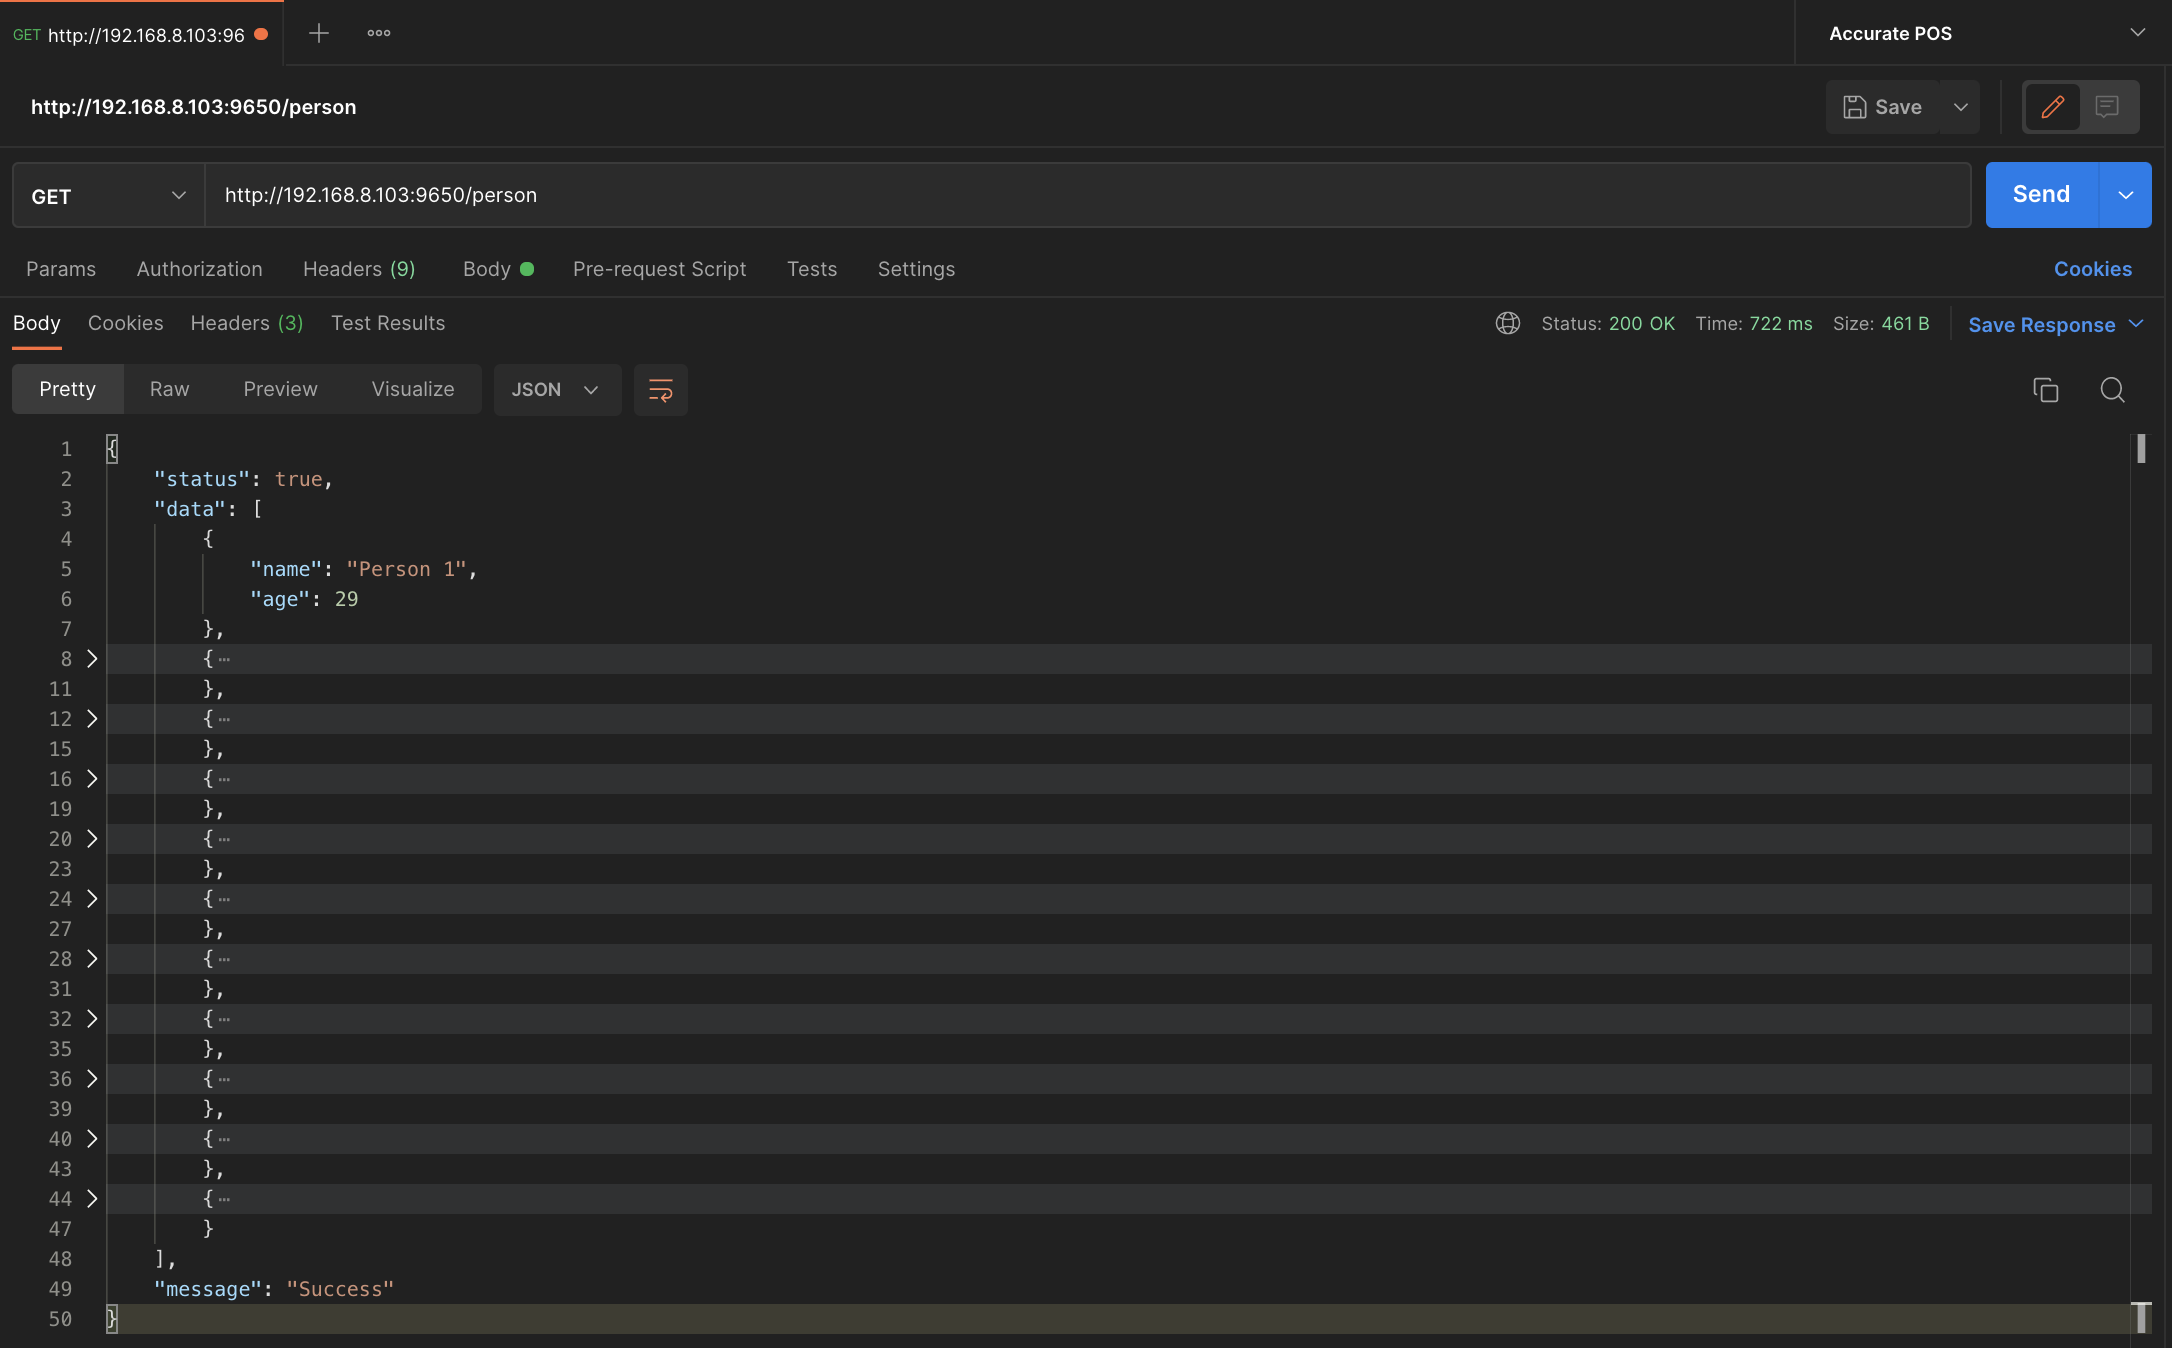 GET http://192.168.8.103:96
Accurate POS
http://192.168.8.103:9650/person
Save
GET http://192.168.8.103:9650/person
Send
Params Authorization Headers (9) Body Pre-request Script Tests Settings Cookies
Body Cookies Headers (3) Test Results Status: 200 OK Time: 722 ms Size: 461 B Save Response
Pretty Raw Preview Visualize JSON
1 {
2 "status": true,
3 "data": [
4 {
5 "name": "Person 1",
6 "age": 29
7 },
8 { …
11 },
12 { …
15 },
16 { …
19 },
20 { …
23 },
24 { …
27 },
28 { …
31 },
32 { …
35 },
36 { …
39 },
40 { …
43 },
44 { …
47 }
48 ],
49 "message": "Success"
50 }